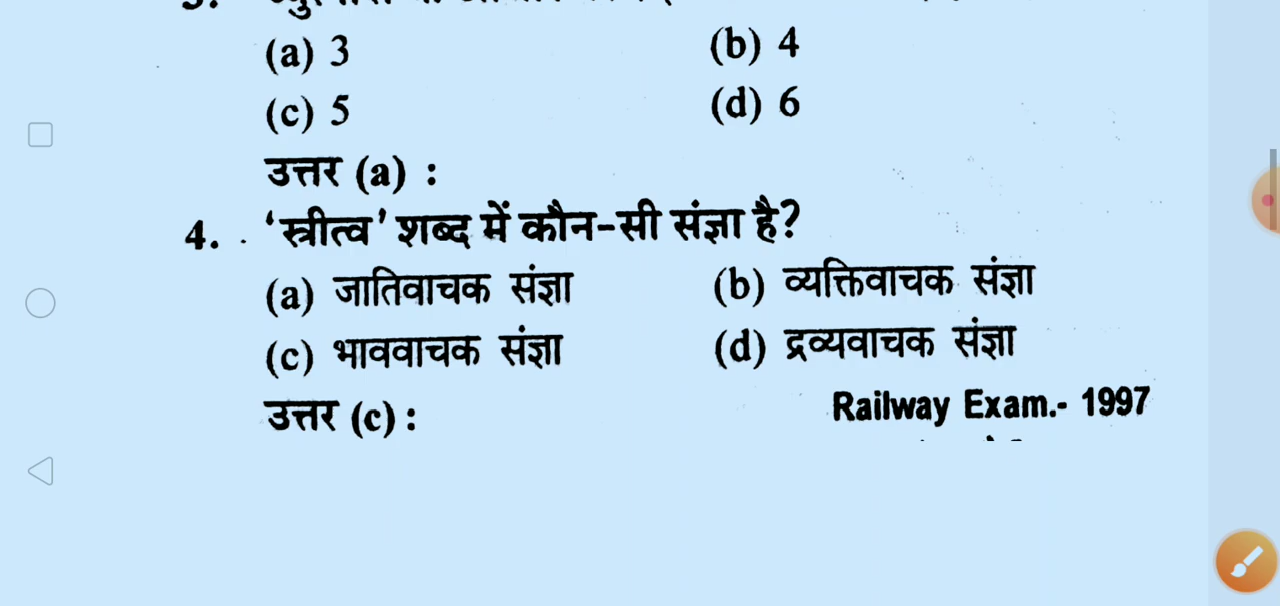 (a) 3 (b) 4
(c) 5 (d) 6
उत्तर (a) :
4. 'स्त्रीत्व' शब्द में कौन-सी संज्ञा है?
(a) जातिवाचक संज्ञा (b) व्यक्तिवाचक संज्ञा
(c) भाववाचक संज्ञा (d) द्रव्यवाचक संज्ञा
उत्तर (c) :
Railway Exam.- 1997